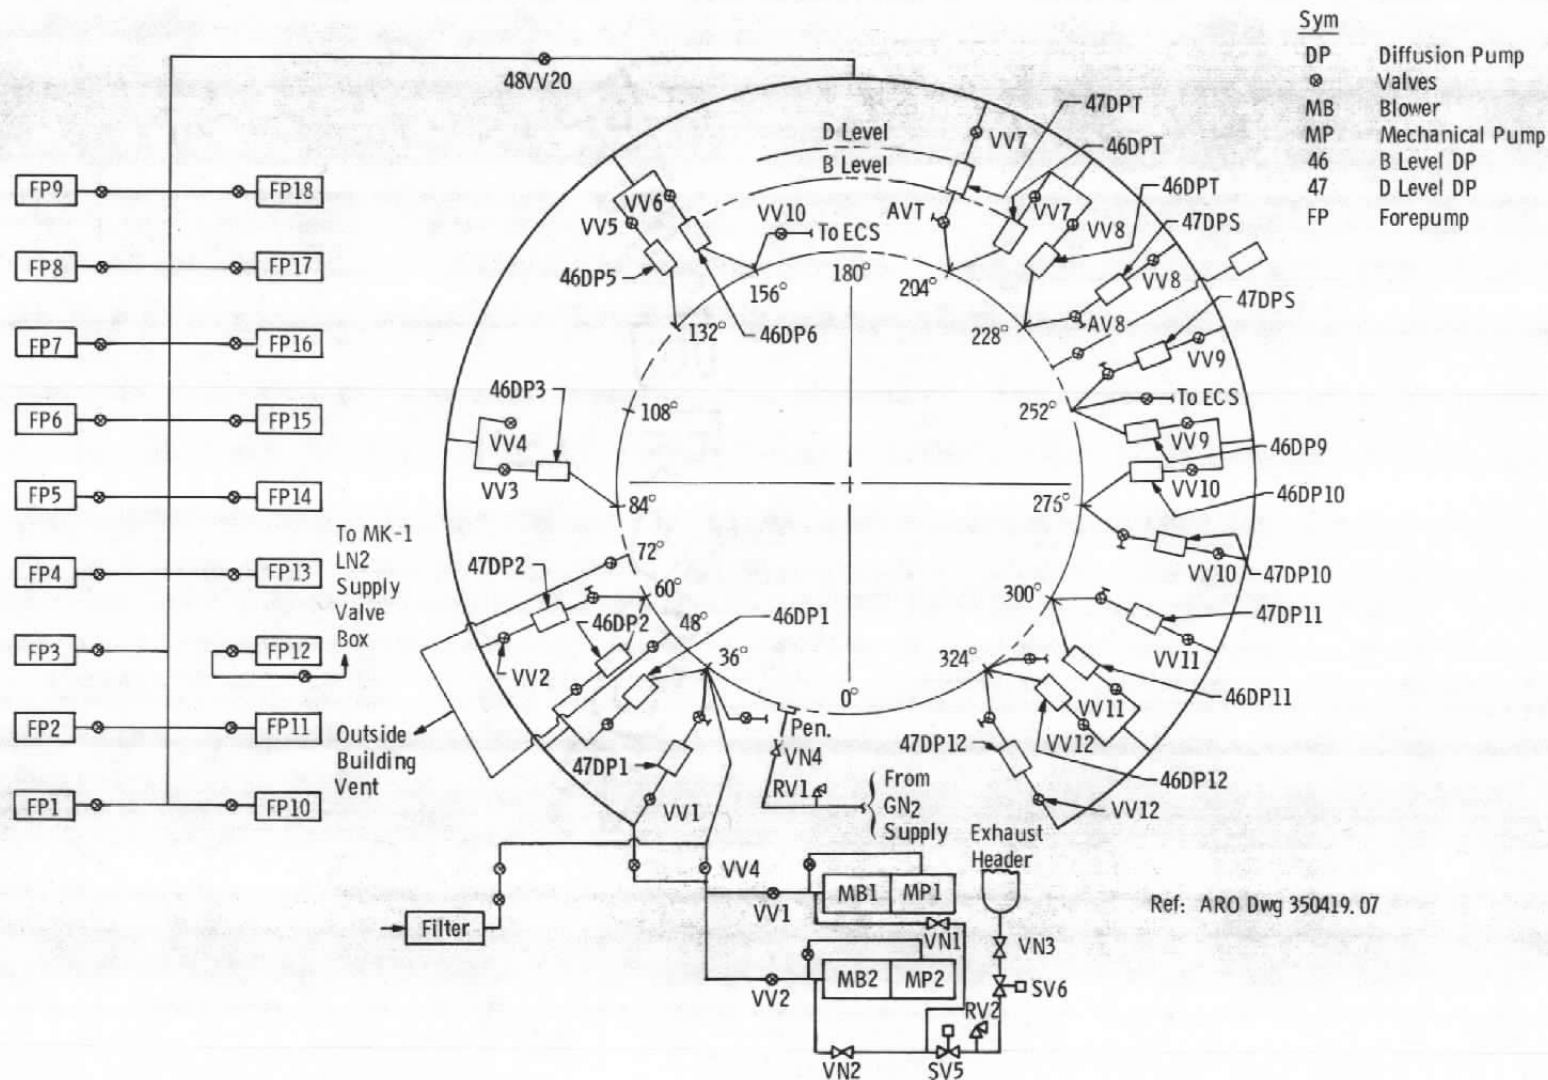 Sym
DP Diffusion Pump
Valves
MB Blower
MP Mechanical Pump
46 B Level DP
47 D Level DP
FP Forepump
48VV20
FP9
FP18
FP8
FP17
FP7
FP16
FP6
FP15
FP5
FP14
FP4
FP13
FP3
FP12
FP2
FP11
FP1
FP10
To MK-1
LN2
Supply
Valve
Box
Outside
Building
Vent
D Level
B Level
VV7
47DPT
46DPT
46DPT
47DPS
VV6
VV5
VV10
To ECS
AVT
VV7
VV8
VV8
47DPS
46DP5
156°
180°
204°
132°
46DP6
228°
AV8
VV9
46DP3
108°
252°
To ECS
VV4
VV9
46DP9
VV3
84°
276°
VV10
46DP10
72°
47DP2
60°
VV10
47DP10
46DP2
48°
46DP1
300°
47DP11
VV2
36°
324°
VV11
46DP11
0°
Pen.
VV11
VN4
47DP12
VV12
47DP1
46DP12
RV1
From
GN2
Supply
VV1
VV12
Exhaust
Header
VV4
MB1
MP1
VV1
Ref: ARO Dwg 350419.07
Filter
VN1
VN3
MB2
MP2
VV2
SV6
RV2
VN2
SV5